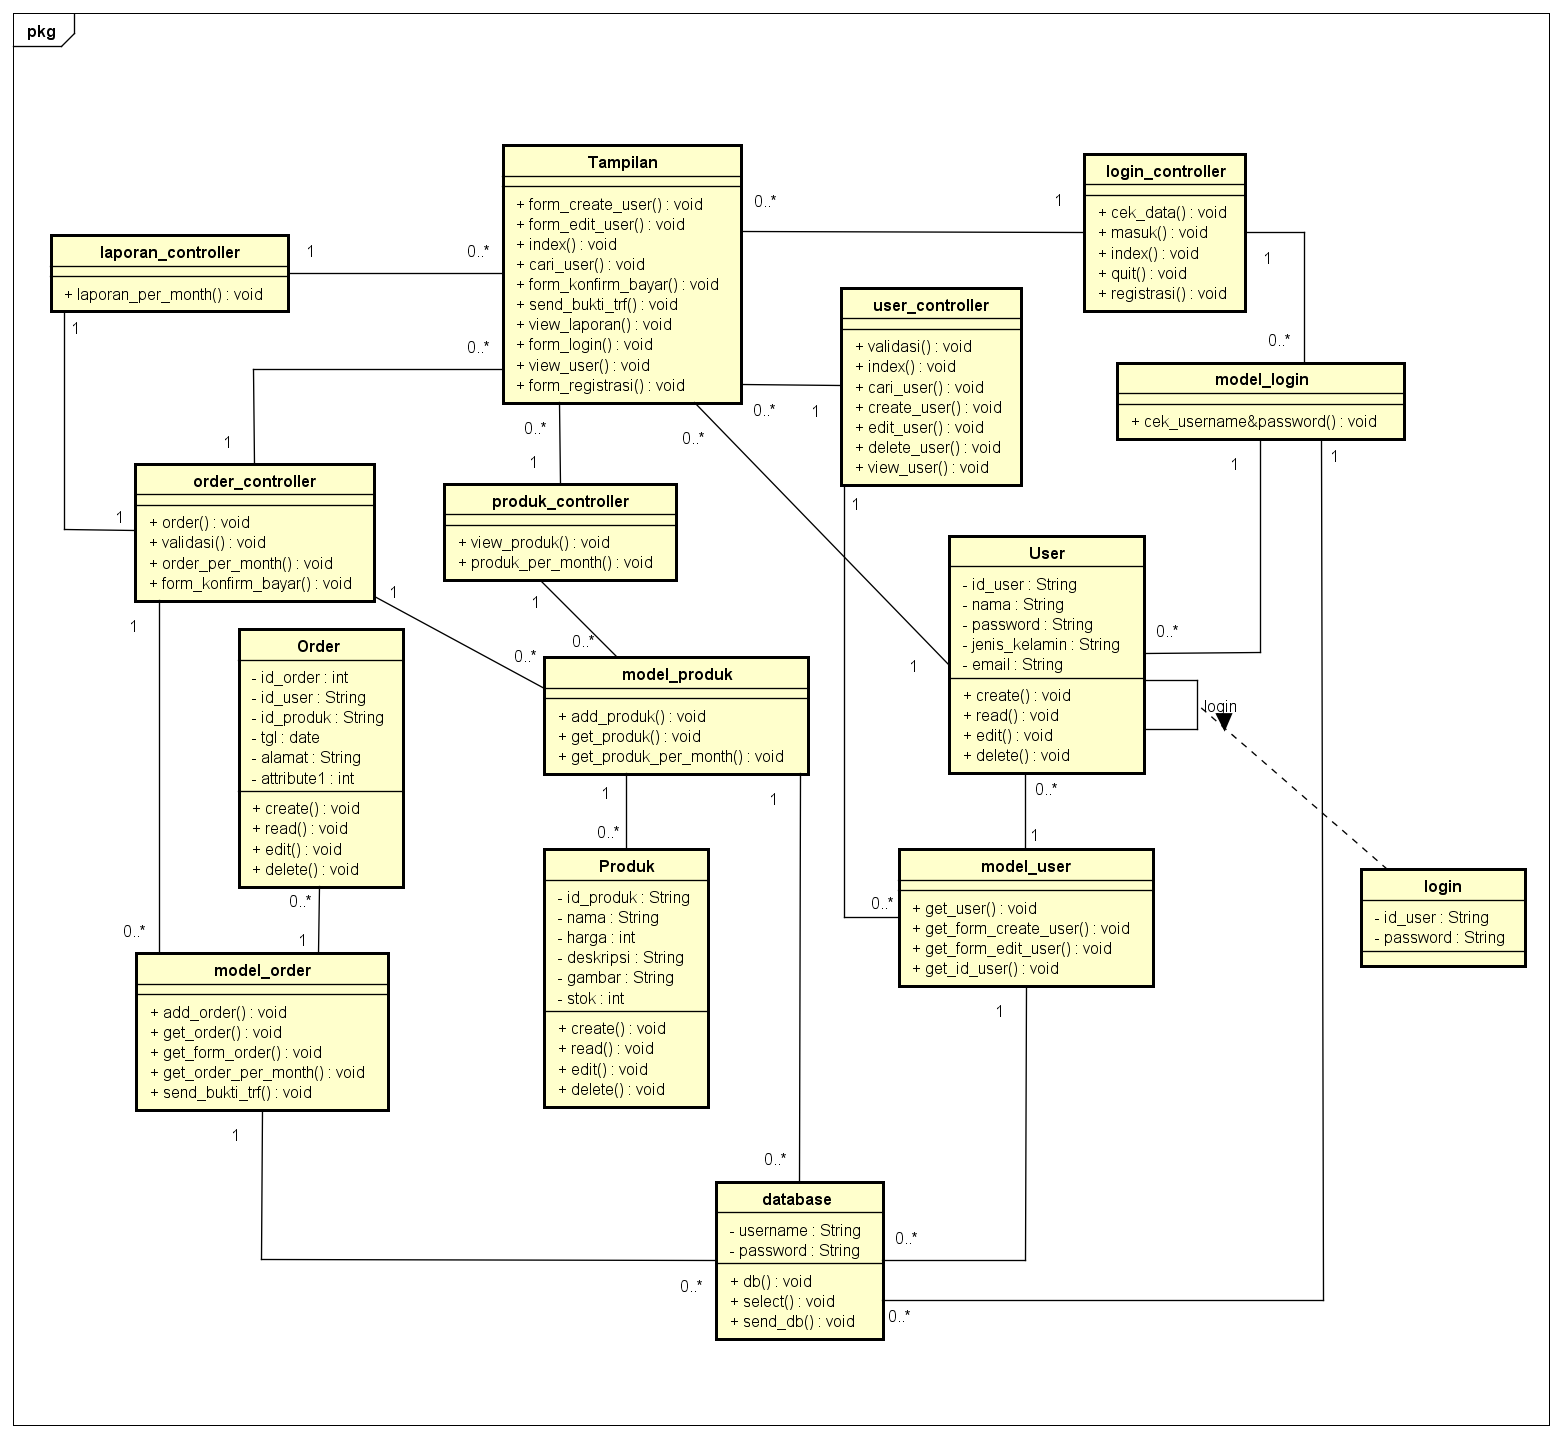 pkg
Tampilan
+ form_create_user() : void
+ form_edit_user() : void
+ index() : void
+ cari_user() : void
+ form_konfirm_bayar() : void
+ send_bukti_trf() : void
+ view_laporan() : void
+ form_login() : void
+ view_user() : void
+ form_registrasi() : void
login_controller
+ cek_data() : void
+ masuk() : void
+ index() : void
+ quit() : void
+ registrasi() : void
0..*
1
laporan_controller
+ laporan_per_month() : void
1
0..*
1
0..*
1
0..*
user_controller
+ validasi() : void
+ index() : void
+ cari_user() : void
+ create_user() : void
+ edit_user() : void
+ delete_user() : void
+ view_user() : void
0..*
1
model_login
+ cek_username&password() : void
1
1
1
0..*
0..*
1
order_controller
+ order() : void
+ validasi() : void
+ order_per_month() : void
+ form_konfirm_bayar() : void
1
1
1
produk_controller
+ view_produk() : void
+ produk_per_month() : void
1
0..*
0..*
1
User
- id_user : String
- nama : String
- password : String
- jenis_kelamin : String
- email : String
+ create() : void
+ read() : void
+ edit() : void
+ delete() : void
0..*
1
login
0..*
1
Order
- id_order : int
- id_user : String
- id_produk : String
- tgl : date
- alamat : String
- attribute1 : int
+ create() : void
+ read() : void
+ edit() : void
+ delete() : void
0..*
1
0..*
model_produk
+ add_produk() : void
+ get_produk() : void
+ get_produk_per_month() : void
1
1
0..*
Produk
- id_produk : String
- nama : String
- harga : int
- deskripsi : String
- gambar : String
- stok : int
+ create() : void
+ read() : void
+ edit() : void
+ delete() : void
model_user
+ get_user() : void
+ get_form_create_user() : void
+ get_form_edit_user() : void
+ get_id_user() : void
0..*
1
login
- id_user : String
- password : String
model_order
+ add_order() : void
+ get_order() : void
+ get_form_order() : void
+ get_order_per_month() : void
+ send_bukti_trf() : void
1
0..*
database
- username : String
- password : String
+ db() : void
+ select() : void
+ send_db() : void
0..*
0..*
0..*